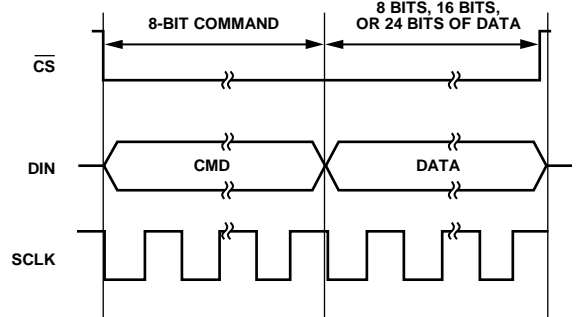 8-BIT COMMAND
8 BITS, 16 BITS,
OR 24 BITS OF DATA
CS
DIN
CMD
DATA
SCLK